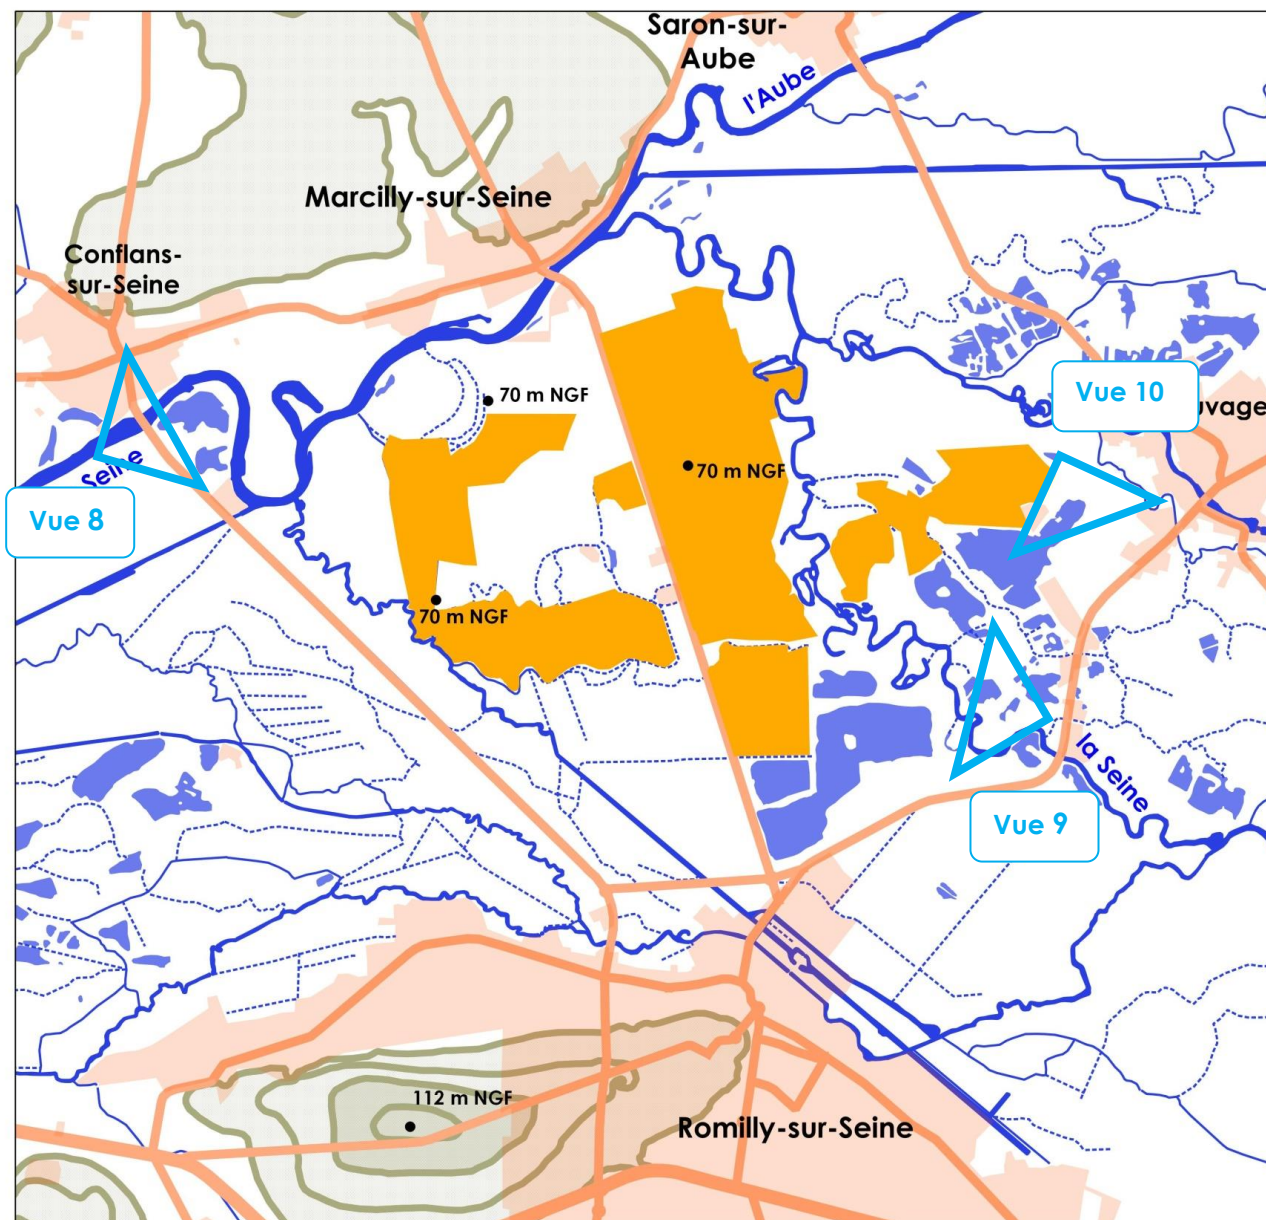 Saron-sur-
Aube
l'Aube
Marcilly-sur-Seine
Conflans-
sur-Seine
70 m NGF
Vue 10
uvage
70 m NGF
Seine
Vue 8
70 m NGF
la Seine
Vue 9
112 m NGF
Romilly-sur-Seine